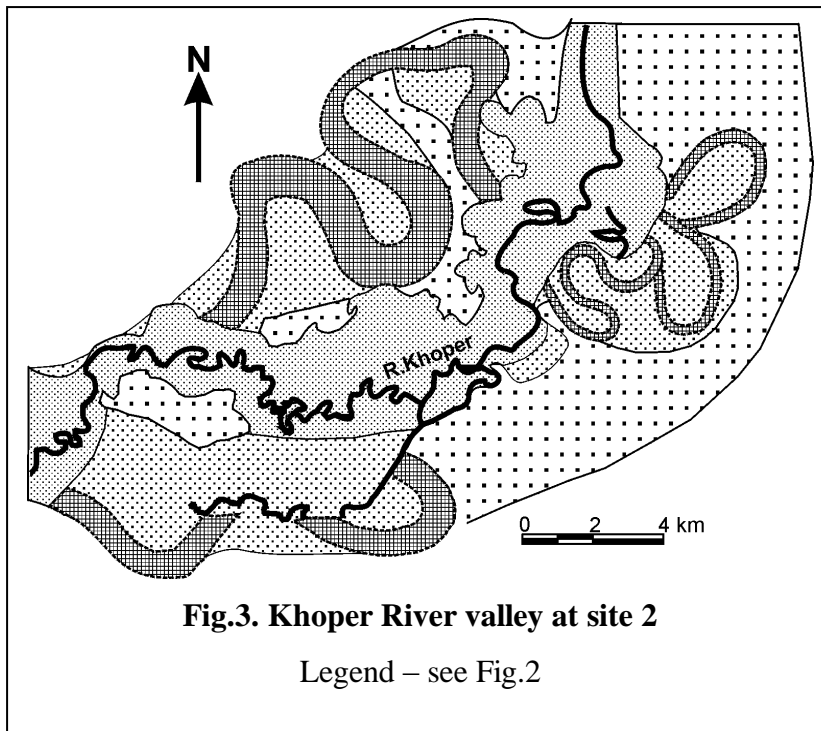 N
R.Khoper
0 2 4 km
Fig.3. Khoper River valley at site 2
Legend – see Fig.2